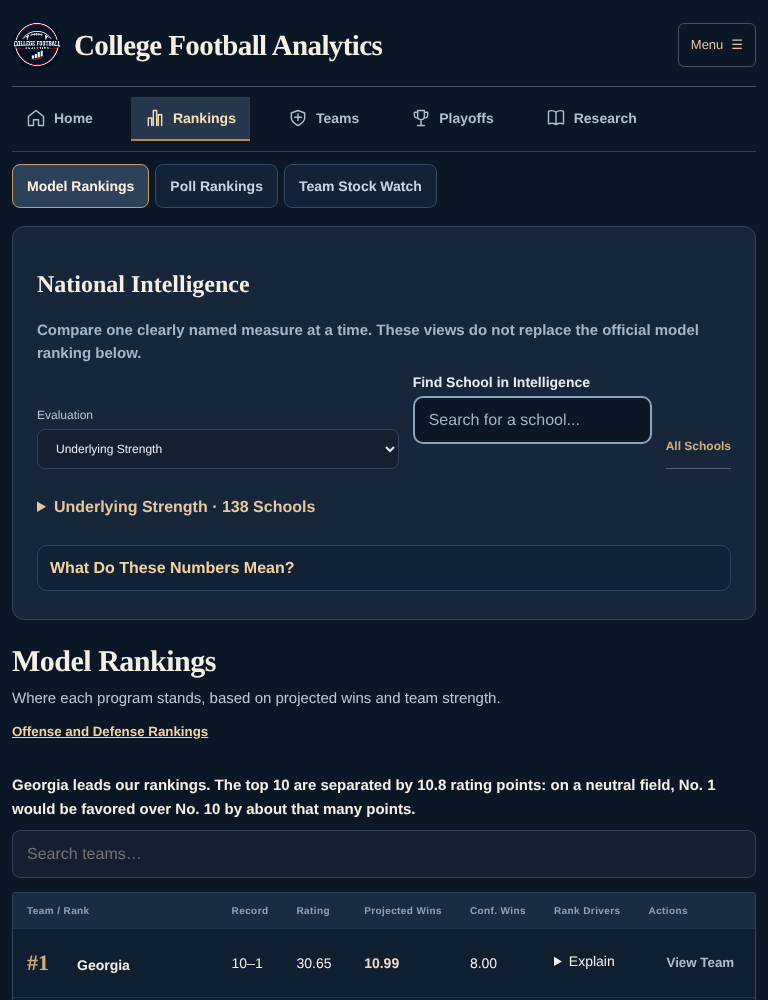 COLLEGE FOOTBALL
ANALYTICS
College Football Analytics
Menu ☰
Home
Rankings
Teams
Playoffs
Research
Model Rankings
Poll Rankings
Team Stock Watch
National Intelligence
Compare one clearly named measure at a time. These views do not replace the official model
ranking below.
Find School in Intelligence
Evaluation
Search for a school...
Underlying Strength
All Schools
Underlying Strength · 138 Schools
What Do These Numbers Mean?
Model Rankings
Where each program stands, based on projected wins and team strength.
Offense and Defense Rankings
Georgia leads our rankings. The top 10 are separated by 10.8 rating points: on a neutral field, No. 1
would be favored over No. 10 by about that many points.
Search teams…
Team / Rank Record Rating Projected Wins Conf. Wins Rank Drivers Actions
#1 Georgia 10–1 30.65 10.99 8.00 Explain View Team